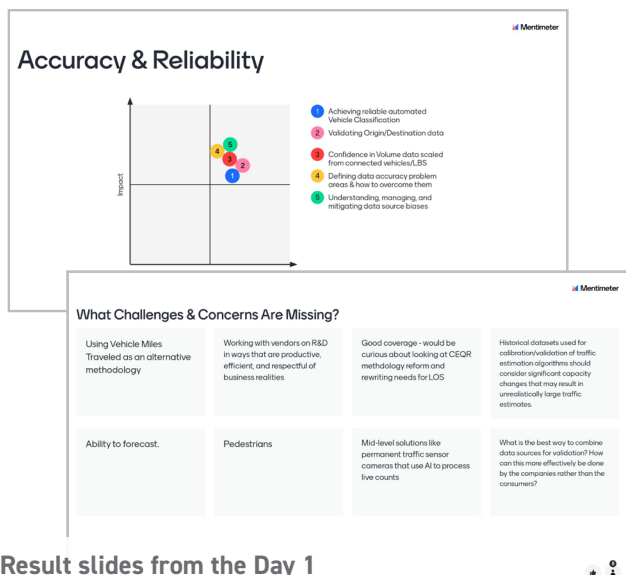 Mentimeter
Accuracy & Reliability
Impact
1
2
3
4
5
1 Achieving reliable automated
Vehicle Classification
2 Validating Origin/Destination data
3 Confidence in Volume data scaled
from connected vehicles/LBS
4 Defining data accuracy problem
areas & how to overcome them
5 Understanding, managing, and
mitigating data source biases
Mentimeter
What Challenges & Concerns Are Missing?
Using Vehicle Miles
Traveled as an alternative
methodology
Working with vendors on R&D
in ways that are productive,
efficient, and respectful of
business realities
Good coverage - would be
curious about looking at CEQR
methdology reform and
rewriting needs for LOS
Historical datasets used for
calibration/validation of traffic
estimation algorithms should
consider significant capacity
changes that may result in
unrealistically large traffic
estimates.
Ability to forecast.
Pedestrians
Mid-level solutions like
permanent traffic sensor
cameras that use AI to process
live counts
What is the best way to combine
data sources for validation? How
can this more effectively be done
by the companies rather than the
consumers?
Result slides from the Day 1